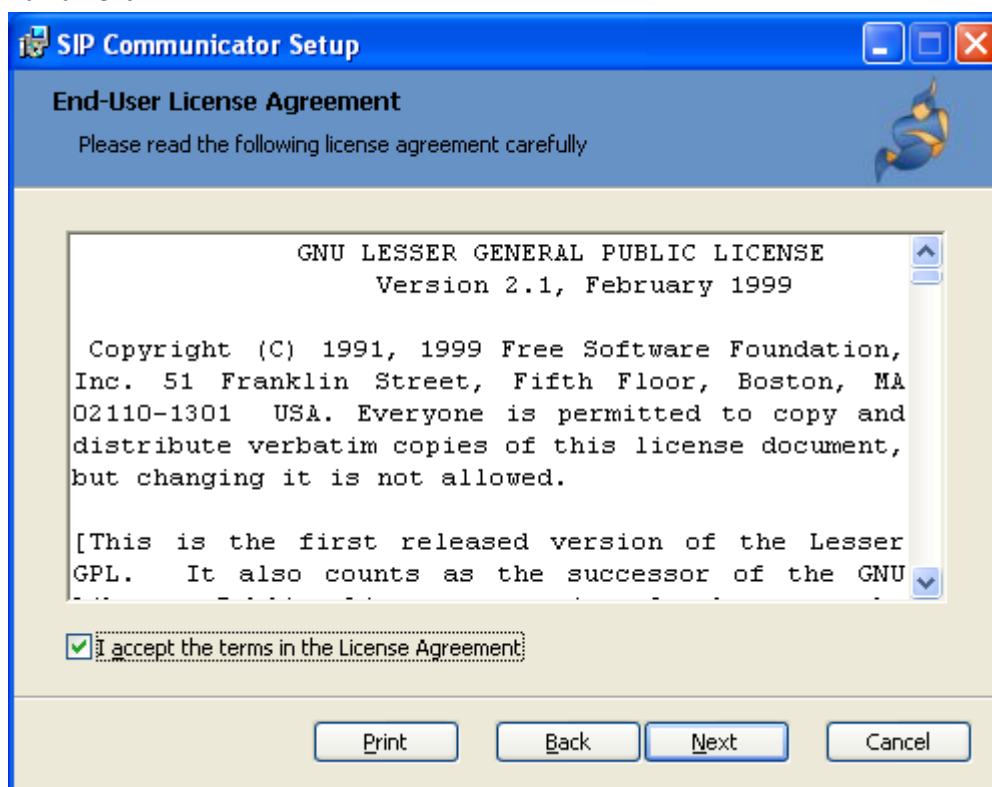 SIP Communicator Setup
End-User License Agreement
Please read the following license agreement carefully
GNU LESSER GENERAL PUBLIC LICENSE
Version 2.1, February 1999
Copyright (C) 1991, 1999 Free Software Foundation,
Inc. 51 Franklin Street, Fifth Floor, Boston, MA
02110-1301 USA. Everyone is permitted to copy and
distribute verbatim copies of this license document,
but changing it is not allowed.
[This is the first released version of the Lesser
GPL. It also counts as the successor of the GNU
I accept the terms in the License Agreement
Print Back Next Cancel